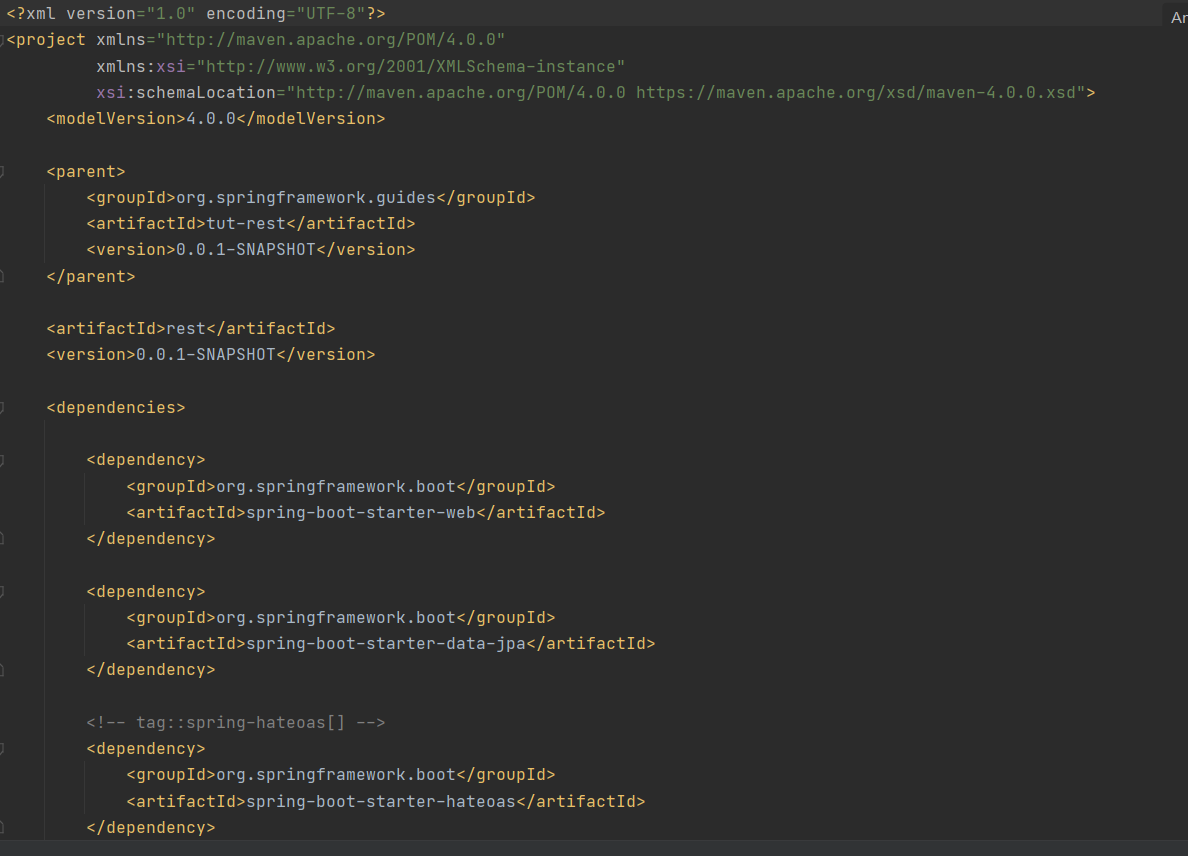 <?xml version="1.0" encoding="UTF-8"?>
<project xmlns="http://maven.apache.org/POM/4.0.0"
         xmlns:xsi="http://www.w3.org/2001/XMLSchema-instance"
         xsi:schemaLocation="http://maven.apache.org/POM/4.0.0 https://maven.apache.org/xsd/maven-4.0.0.xsd">
    <modelVersion>4.0.0</modelVersion>

    <parent>
        <groupId>org.springframework.guides</groupId>
        <artifactId>tut-rest</artifactId>
        <version>0.0.1-SNAPSHOT</version>
    </parent>

    <artifactId>rest</artifactId>
    <version>0.0.1-SNAPSHOT</version>

    <dependencies>

        <dependency>
            <groupId>org.springframework.boot</groupId>
            <artifactId>spring-boot-starter-web</artifactId>
        </dependency>

        <dependency>
            <groupId>org.springframework.boot</groupId>
            <artifactId>spring-boot-starter-data-jpa</artifactId>
        </dependency>

        <!-- tag::spring-hateoas[] -->
        <dependency>
            <groupId>org.springframework.boot</groupId>
            <artifactId>spring-boot-starter-hateoas</artifactId>
        </dependency>